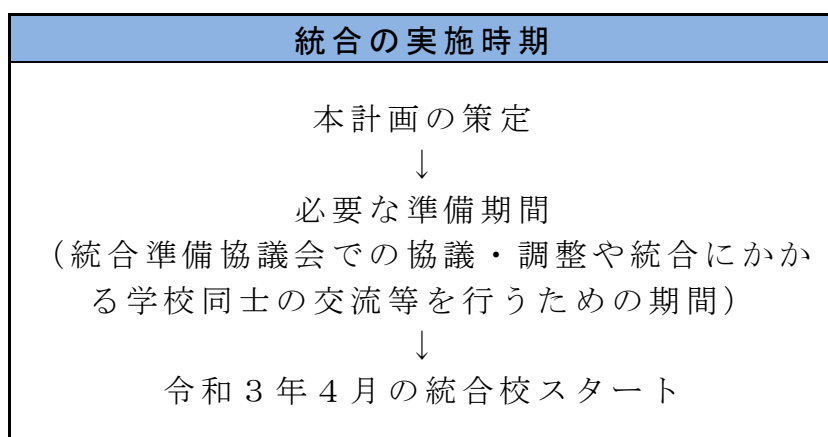 統合の実施時期
本計画の策定
↓
必要な準備期間
（統合準備協議会での協議・調整や統合にかか
る学校同士の交流等を行うための期間）
↓
令和３年４月の統合校スタート